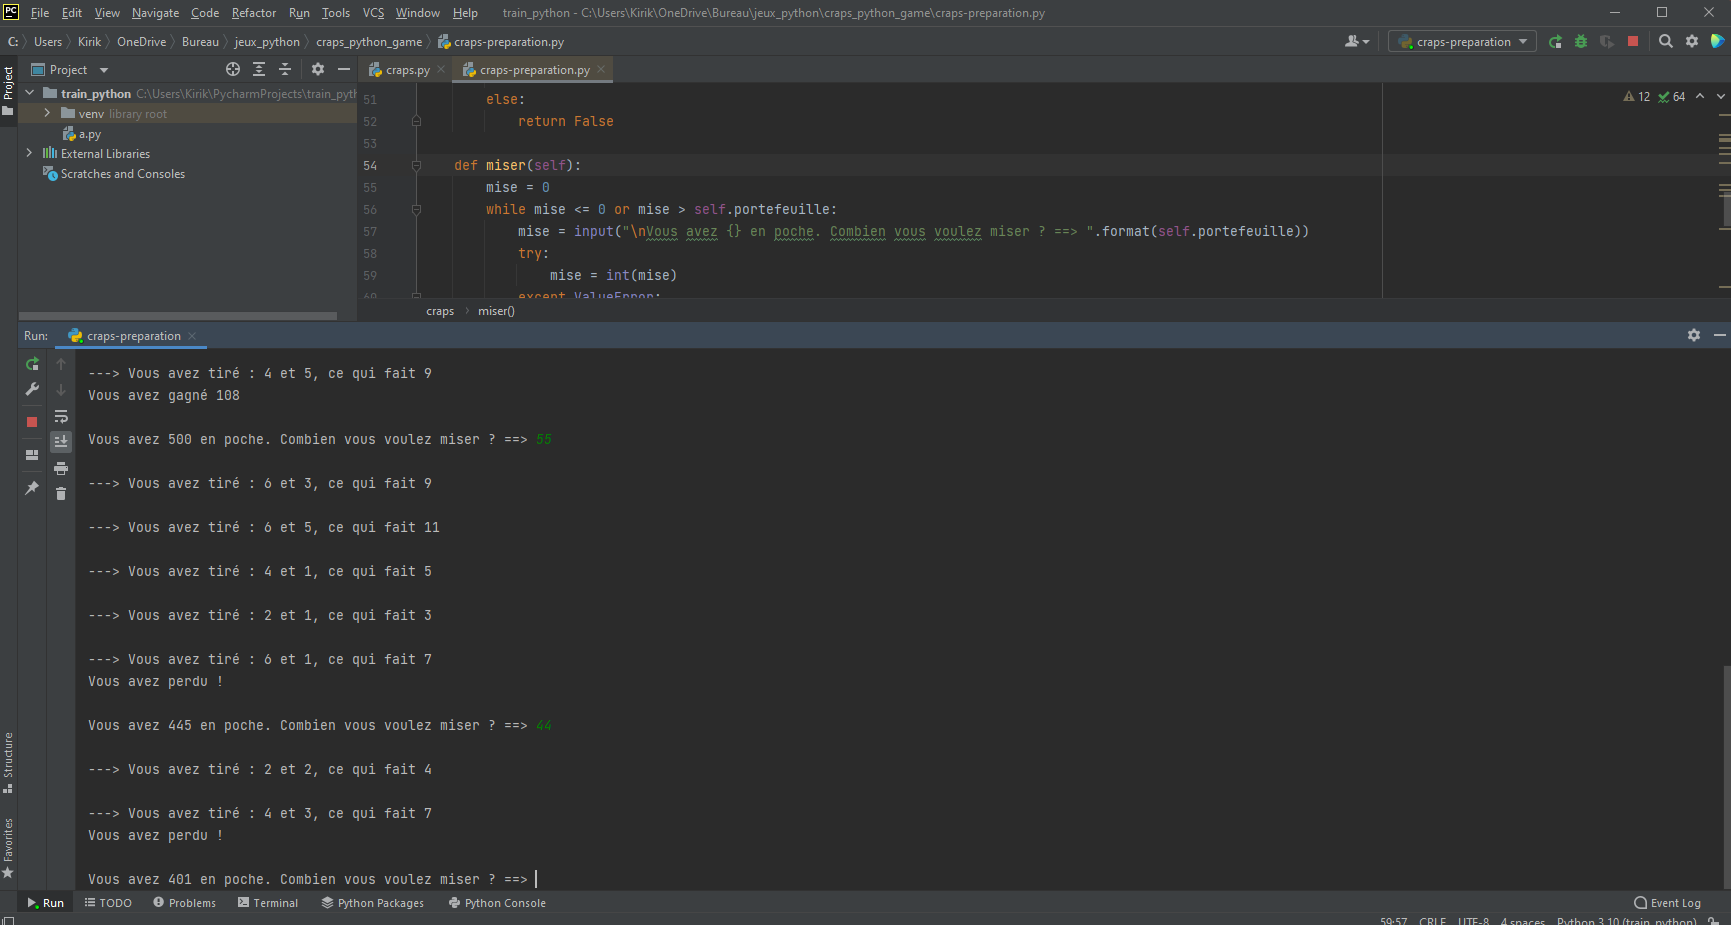 PC File Edit View Navigate Code Refactor Run Tools VCS Window Help train_python - C:\Users\Kirik\OneDrive\Bureau\jeux_python\craps_python_game\craps-preparation.py
C: Users Kirik OneDrive Bureau jeux_python craps_python_game craps-preparation.py craps-preparation
Project
Project
craps.py craps-preparation.py
train_python C:\Users\Kirik\PycharmProjects\train_pyth
venv library root
a.py
External Libraries
Scratches and Consoles
12 64
51 else:
52 return False
53
54 def miser(self):
55 mise = 0
56 while mise <= 0 or mise > self.portefeuille:
57 mise = input("\nVous avez {} en poche. Combien vous voulez miser ? ==> ".format(self.portefeuille))
58 try:
59 mise = int(mise)
60 except ValueError:
craps miser()
Run: craps-preparation
---> Vous avez tiré : 4 et 5, ce qui fait 9
Vous avez gagné 108
Vous avez 500 en poche. Combien vous voulez miser ? ==> 55
---> Vous avez tiré : 6 et 3, ce qui fait 9
---> Vous avez tiré : 6 et 5, ce qui fait 11
---> Vous avez tiré : 4 et 1, ce qui fait 5
---> Vous avez tiré : 2 et 1, ce qui fait 3
---> Vous avez tiré : 6 et 1, ce qui fait 7
Vous avez perdu !
Vous avez 445 en poche. Combien vous voulez miser ? ==> 44
---> Vous avez tiré : 2 et 2, ce qui fait 4
---> Vous avez tiré : 4 et 3, ce qui fait 7
Vous avez perdu !
Vous avez 401 en poche. Combien vous voulez miser ? ==>
Structure
Favorites
Run TODO Problems Terminal Python Packages Python Console Event Log
59:57 CRLF UTF-8 4 spaces Python 3.10 (train_python)